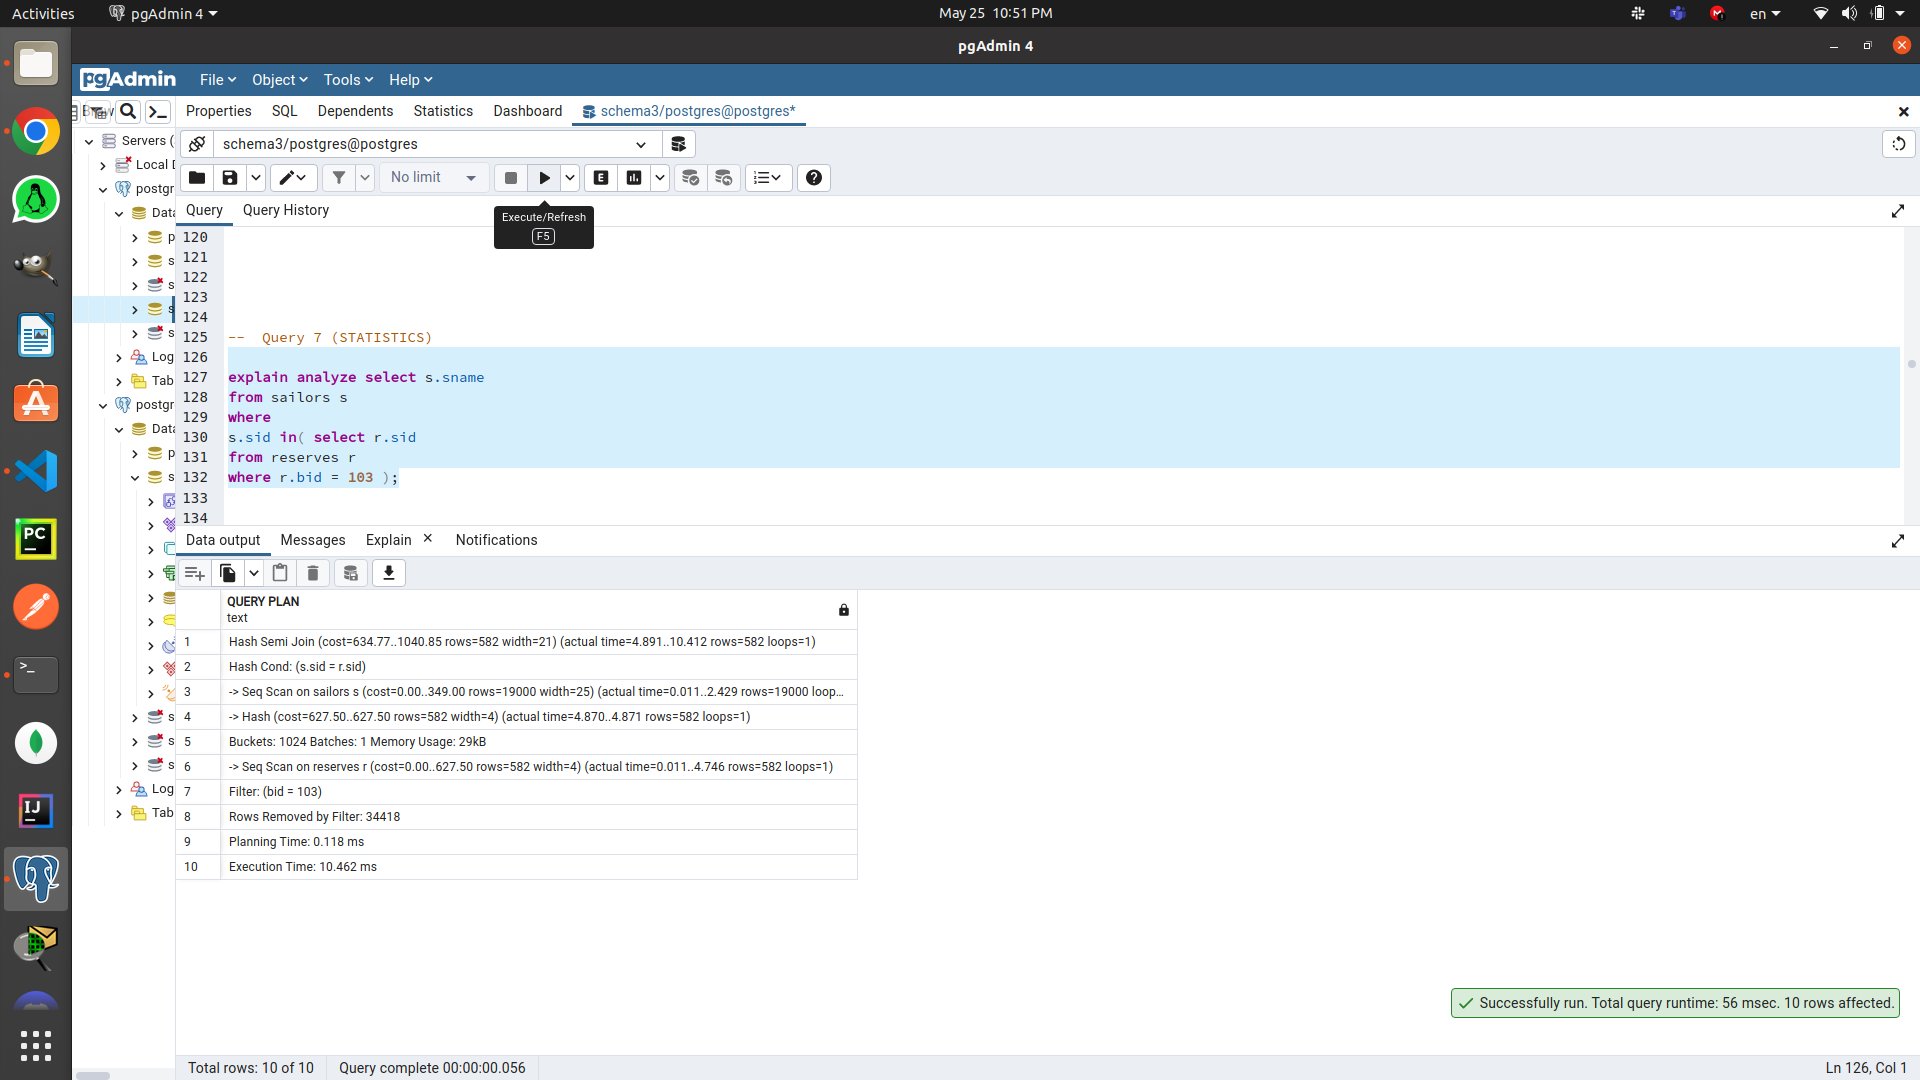 Activities
pgAdmin 4
May 25 10:51 PM
en
pgAdmin 4
pgAdmin
File
Object
Tools
Help
Properties
SQL
Dependents
Statistics
Dashboard
schema3/postgres@postgres*
schema3/postgres@postgres
No limit
E
Query
Query History
Execute/Refresh
F5
Servers (
Local D
postgr
Data
p
s
s
s
s
Log
Tab
postgr
Data
p
s
s
s
s
Log
Tab
120
121
122
123
124
125 -- Query 7 (STATISTICS)
126
127 explain analyze select s.sname
128 from sailors s
129 where
130 s.sid in( select r.sid
131 from reserves r
132 where r.bid = 103 );
133
134
Data output
Messages
Explain
Notifications
QUERY PLAN
text
1 Hash Semi Join (cost=634.77..1040.85 rows=582 width=21) (actual time=4.891..10.412 rows=582 loops=1)
2 Hash Cond: (s.sid = r.sid)
3 -> Seq Scan on sailors s (cost=0.00..349.00 rows=19000 width=25) (actual time=0.011..2.429 rows=19000 loop...
4 -> Hash (cost=627.50..627.50 rows=582 width=4) (actual time=4.870..4.871 rows=582 loops=1)
5 Buckets: 1024 Batches: 1 Memory Usage: 29kB
6 -> Seq Scan on reserves r (cost=0.00..627.50 rows=582 width=4) (actual time=0.011..4.746 rows=582 loops=1)
7 Filter: (bid = 103)
8 Rows Removed by Filter: 34418
9 Planning Time: 0.118 ms
10 Execution Time: 10.462 ms
Successfully run. Total query runtime: 56 msec. 10 rows affected.
Total rows: 10 of 10
Query complete 00:00:00.056
Ln 126, Col 1
PC
IJ